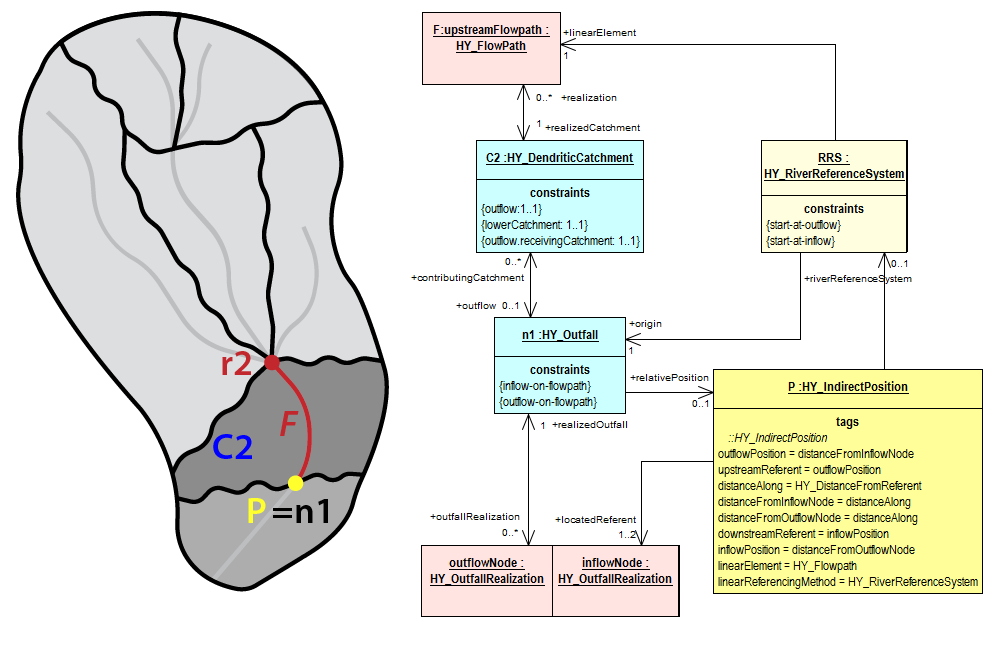 r2
F
C2
P =n1
F:upstreamFlowpath :
HY_FlowPath
+linearElement
1
0..* +realization
1 +realizedCatchment
C2 :HY_DendriticCatchment
constraints
{outflow:1..1}
{lowerCatchment: 1..1}
{outflow.receivingCatchment: 1..1}
RRS :
HY_RiverReferenceSystem
constraints
{start-at-outflow}
{start-at-inflow}
0..*
+contributingCatchment
+outflow 0..1
0..1
+riverReferenceSystem
n1 :HY_Outfall
constraints
{inflow-on-flowpath}
{outflow-on-flowpath}
+origin
1
+relativePosition
0..1
1 +realizedOutfall
P :HY_IndirectPosition
tags
::HY_IndirectPosition
outflowPosition = distanceFromInflowNode
upstreamReferent = outflowPosition
distanceAlong = HY_DistanceFromReferent
distanceFromInflowNode = distanceAlong
distanceFromOutflowNode = distanceAlong
downstreamReferent = inflowPosition
inflowPosition = distanceFromOutflowNode
linearElement = HY_Flowpath
linearReferencingMethod = HY_RiverReferenceSystem
+outfallRealization
0..*
+locatedReferent
1..2
outflowNode :
HY_OutfallRealization
inflowNode :
HY_OutfallRealization